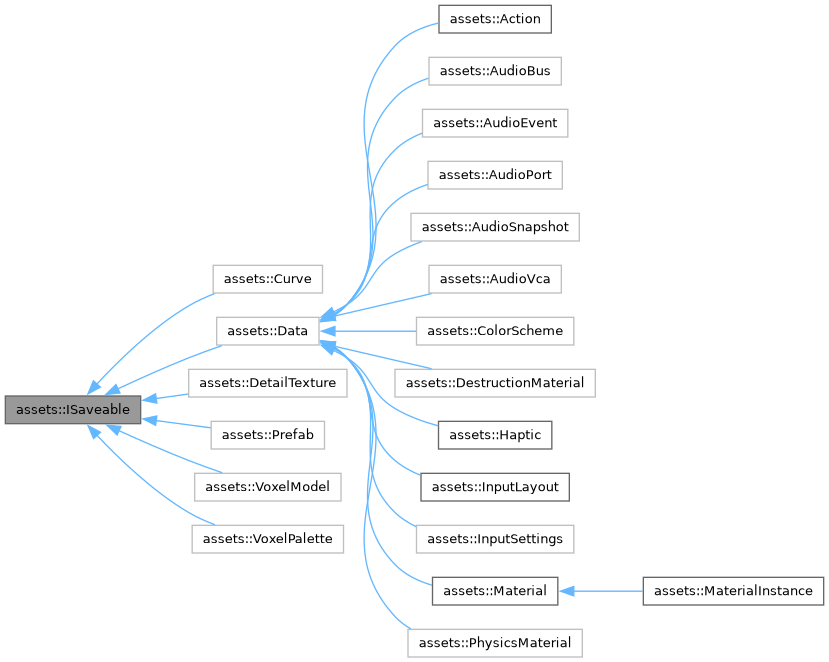 assets::Action
assets::AudioBus
assets::AudioEvent
assets::AudioPort
assets::AudioSnapshot
assets::Curve
assets::AudioVca
assets::Data
assets::ColorScheme
assets::DetailTexture
assets::DestructionMaterial
assets::ISaveable
assets::Prefab
assets::Haptic
assets::VoxelModel
assets::InputLayout
assets::VoxelPalette
assets::InputSettings
assets::Material
assets::MaterialInstance
assets::PhysicsMaterial